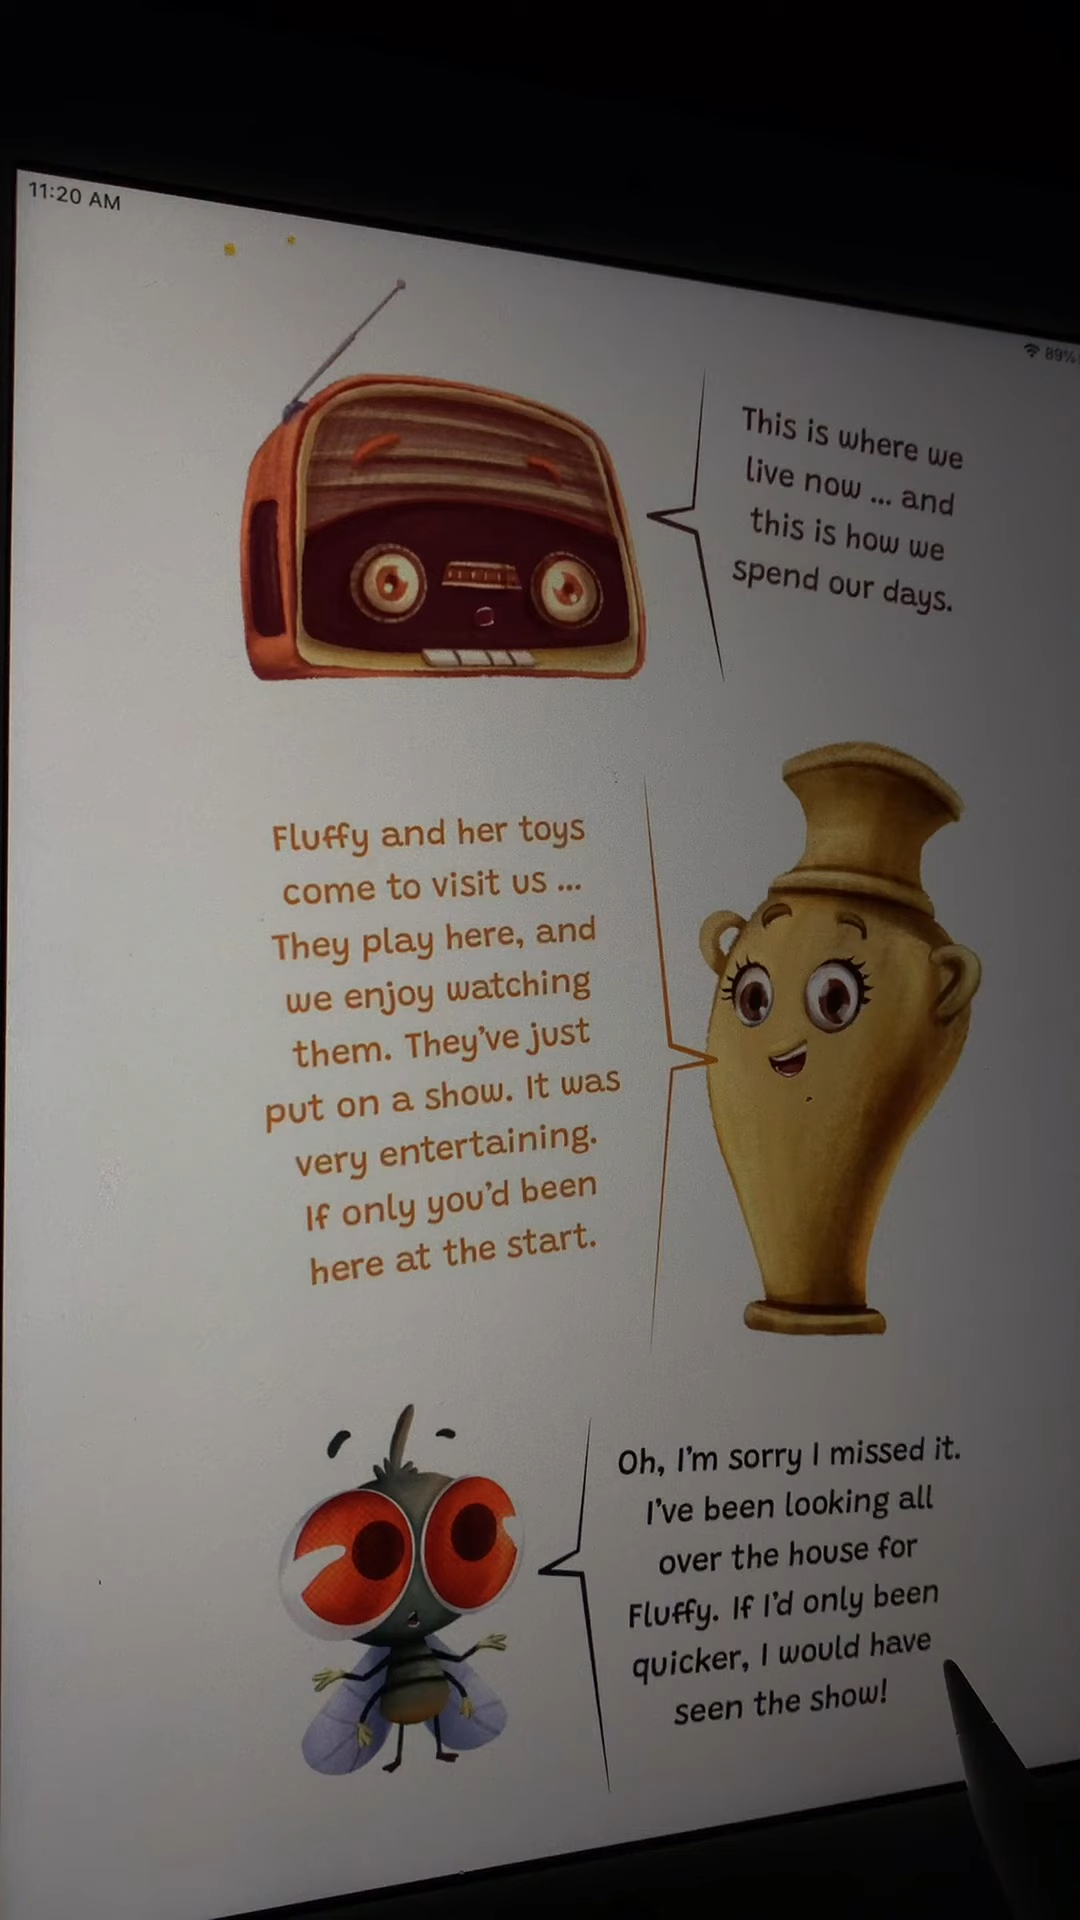 11:20 AM
89%
This is where we
live now ... and
this is how we
spend our days.
Fluffy and her toys
come to visit us ...
They play here, and
we enjoy watching
them. They've just
put on a show. It was
very entertaining.
If only you'd been
here at the start.
Oh, I'm sorry I missed it.
I've been looking all
over the house for
Fluffy. If I'd only been
quicker, I would have
seen the show!